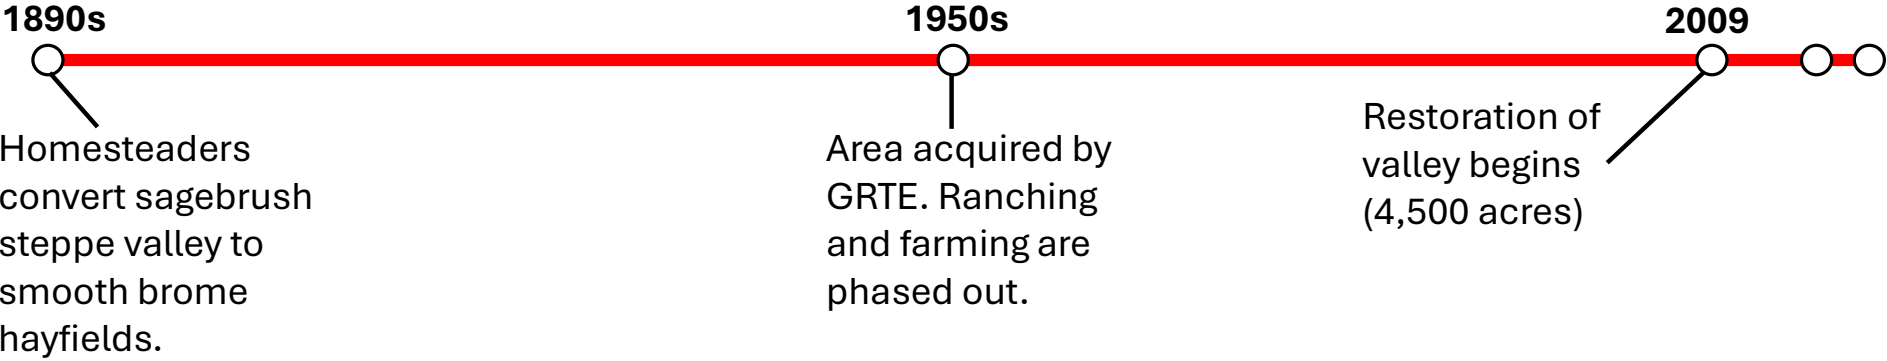 1890s
Homesteaders
convert sagebrush
steppe valley to
smooth brome
hayfields.
1950s
Area acquired by
GRTE. Ranching
and farming are
phased out.
2009
Restoration of
valley begins
(4,500 acres)